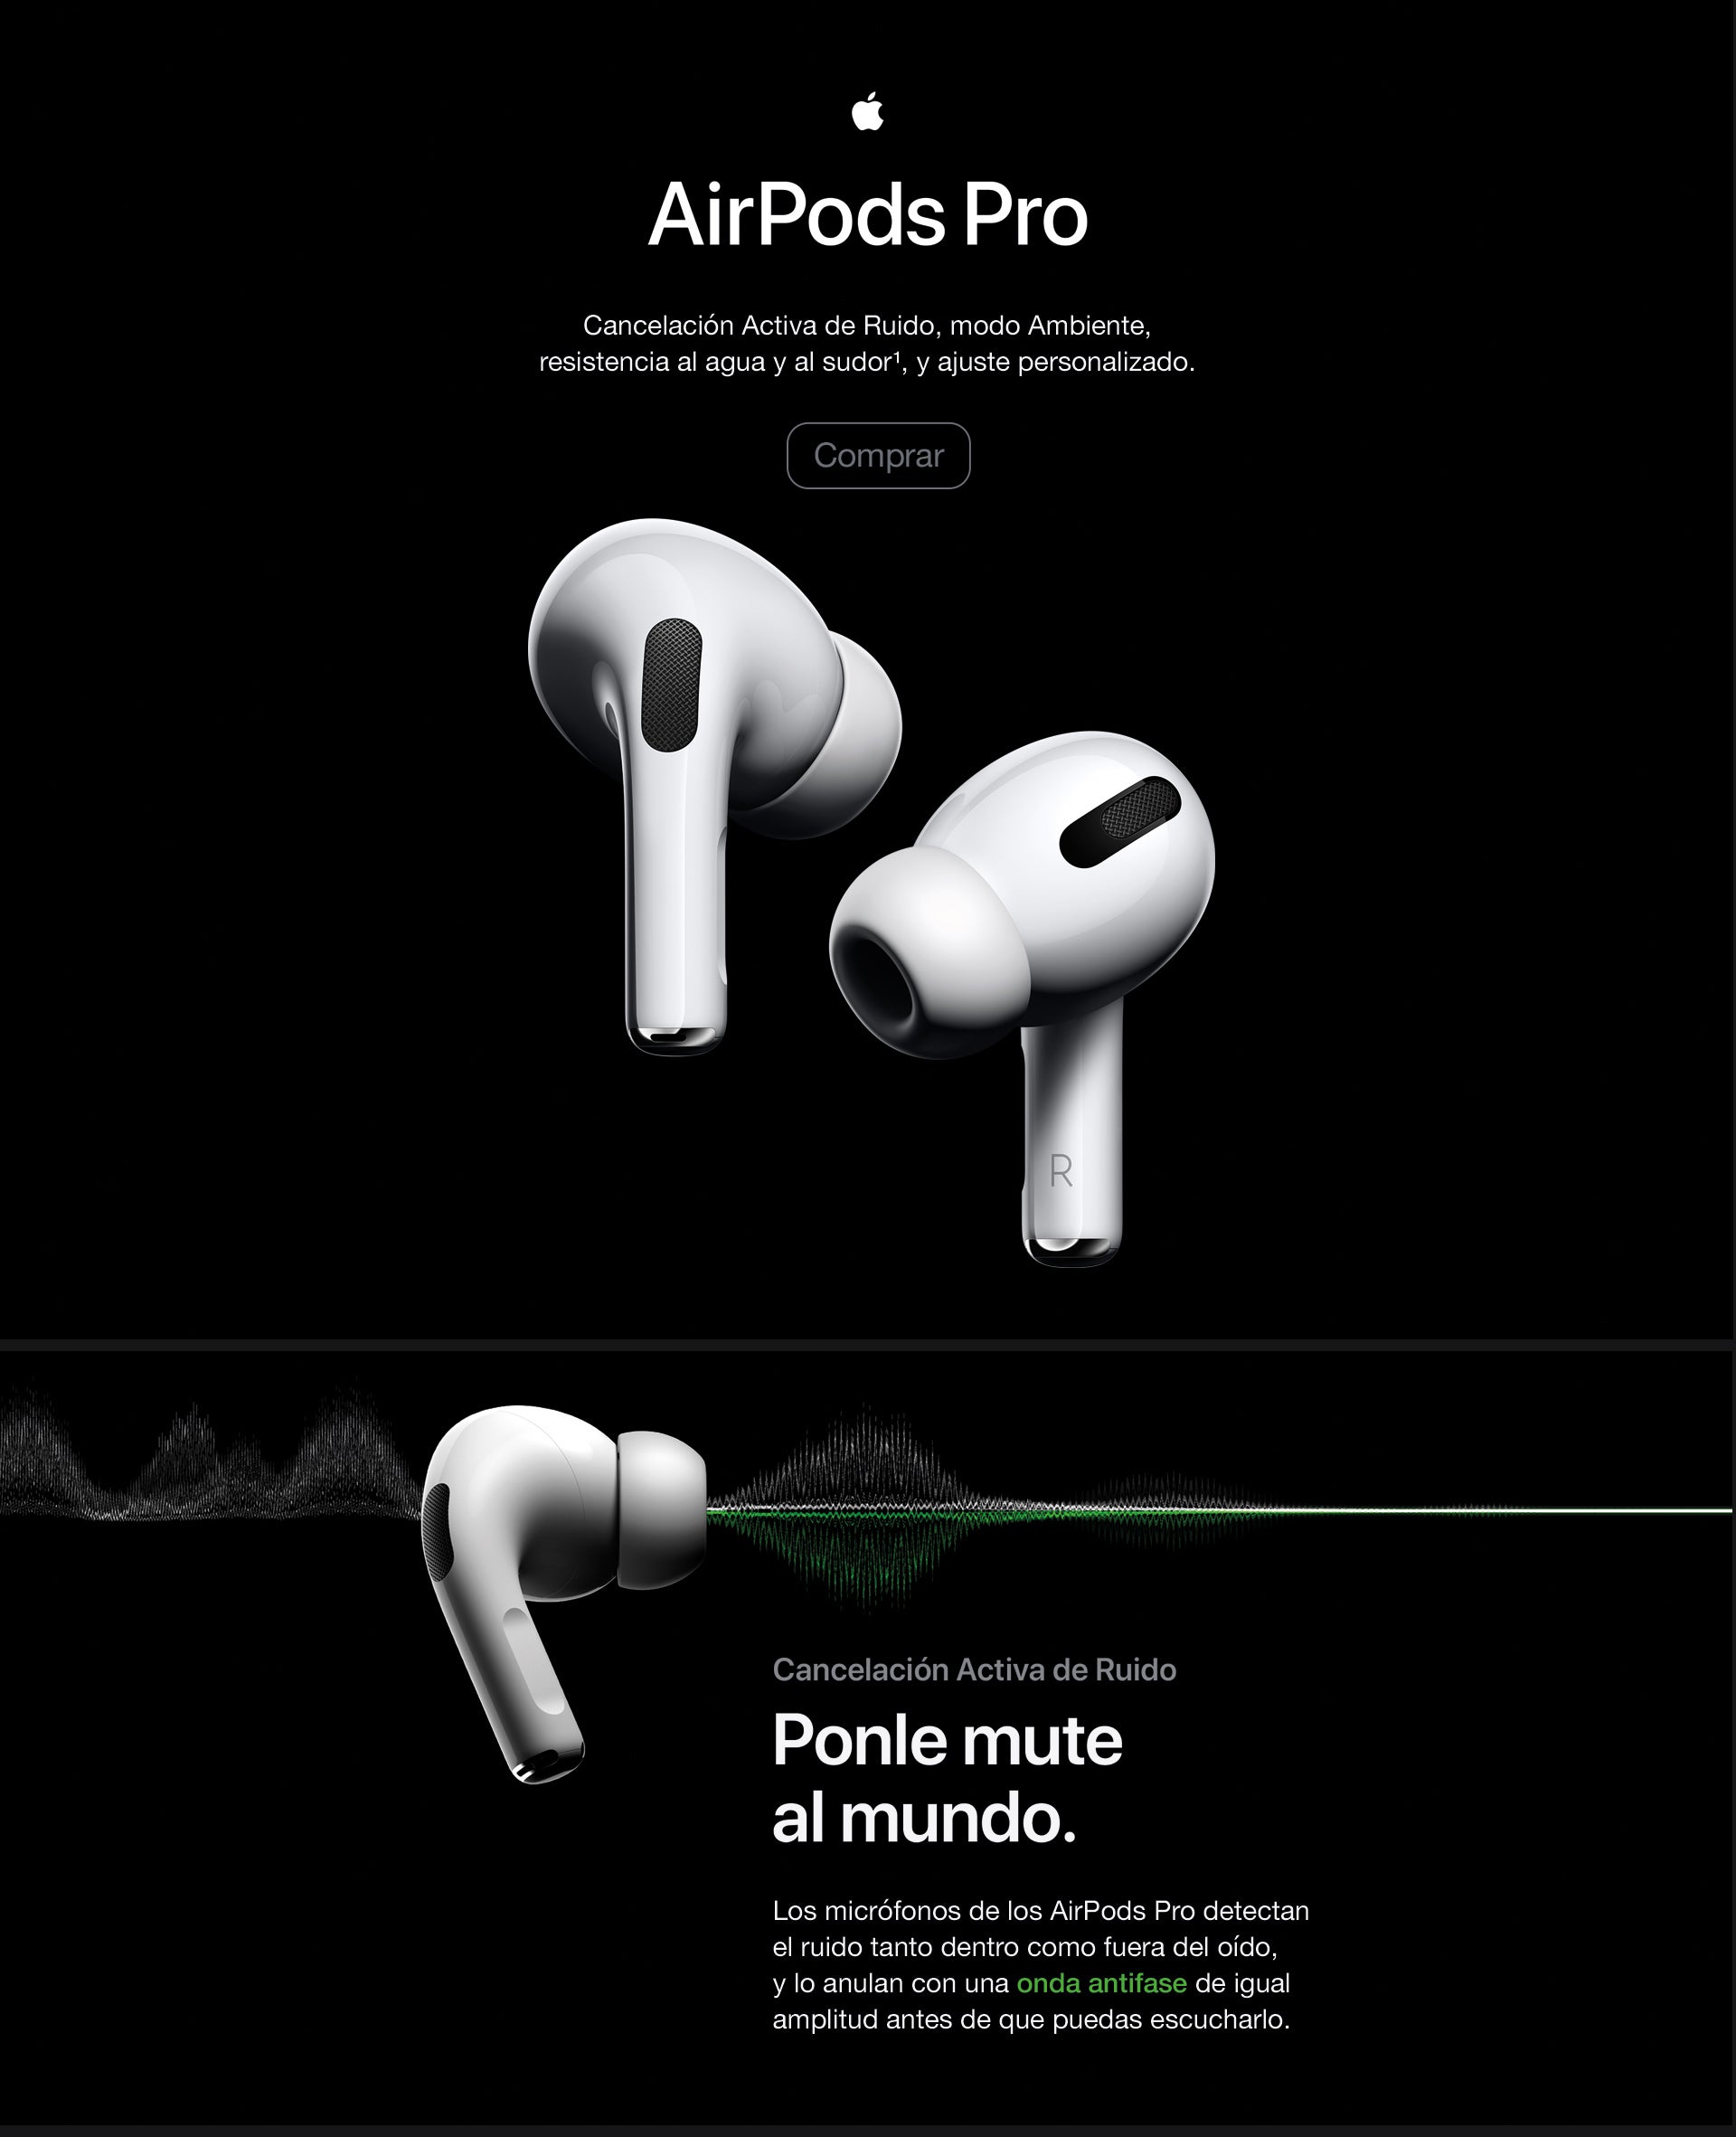 AirPods Pro
Cancelación Activa de Ruido, modo Ambiente,
resistencia al agua y al sudor¹, y ajuste personalizado.
Comprar
R
Cancelación Activa de Ruido
Ponle mute
al mundo.
Los micrófonos de los AirPods Pro detectan
el ruido tanto dentro como fuera del oído,
y lo anulan con una onda antifase de igual
amplitud antes de que puedas escucharlo.